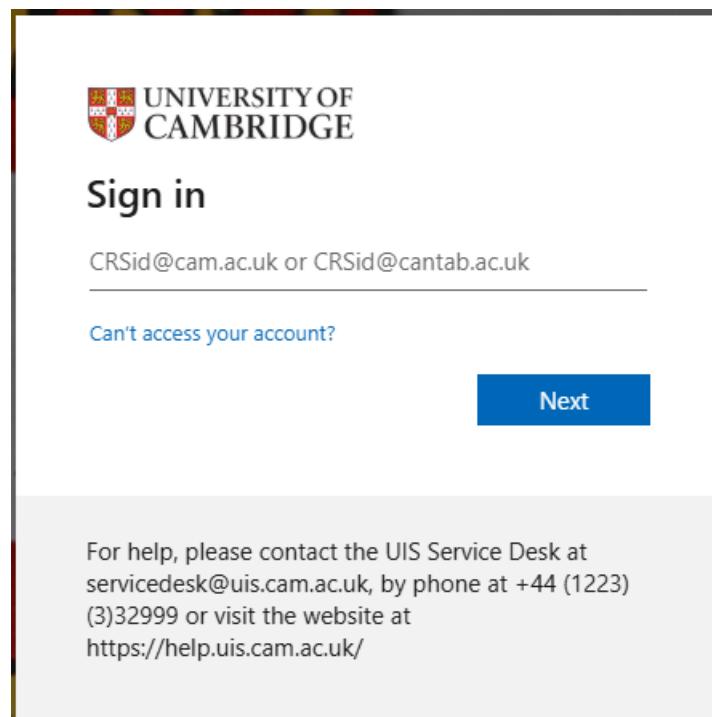 UNIVERSITY OF
CAMBRIDGE
Sign in
CRSid@cam.ac.uk or CRSid@cantab.ac.uk
Can't access your account?
Next
For help, please contact the UIS Service Desk at
servicedesk@uis.cam.ac.uk, by phone at +44 (1223)
(3)32999 or visit the website at
https://help.uis.cam.ac.uk/